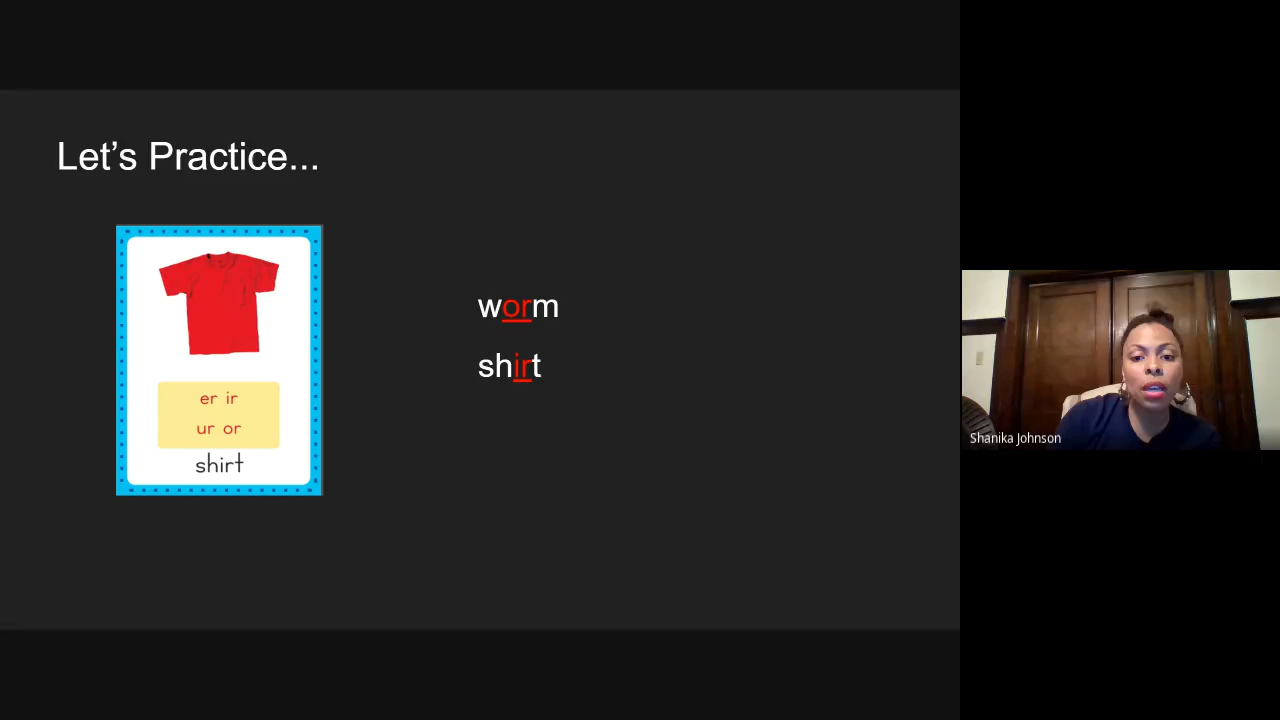 Let’s Practice...
er ir
ur or
shirt
worm
shirt
Shanika Johnson